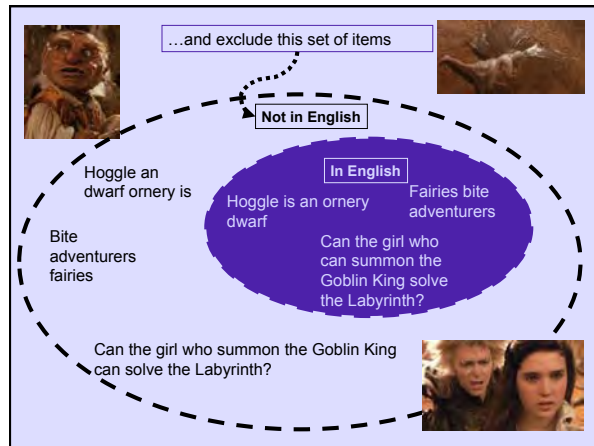 …and exclude this set of items
Not in English
Hoggle an
dwarf ornery is
In English
Hoggle is an ornery
dwarf
Fairies bite
adventurers
Bite
adventurers
fairies
Can the girl who
can summon the
Goblin King solve
the Labyrinth?
Can the girl who summon the Goblin King
can solve the Labyrinth?